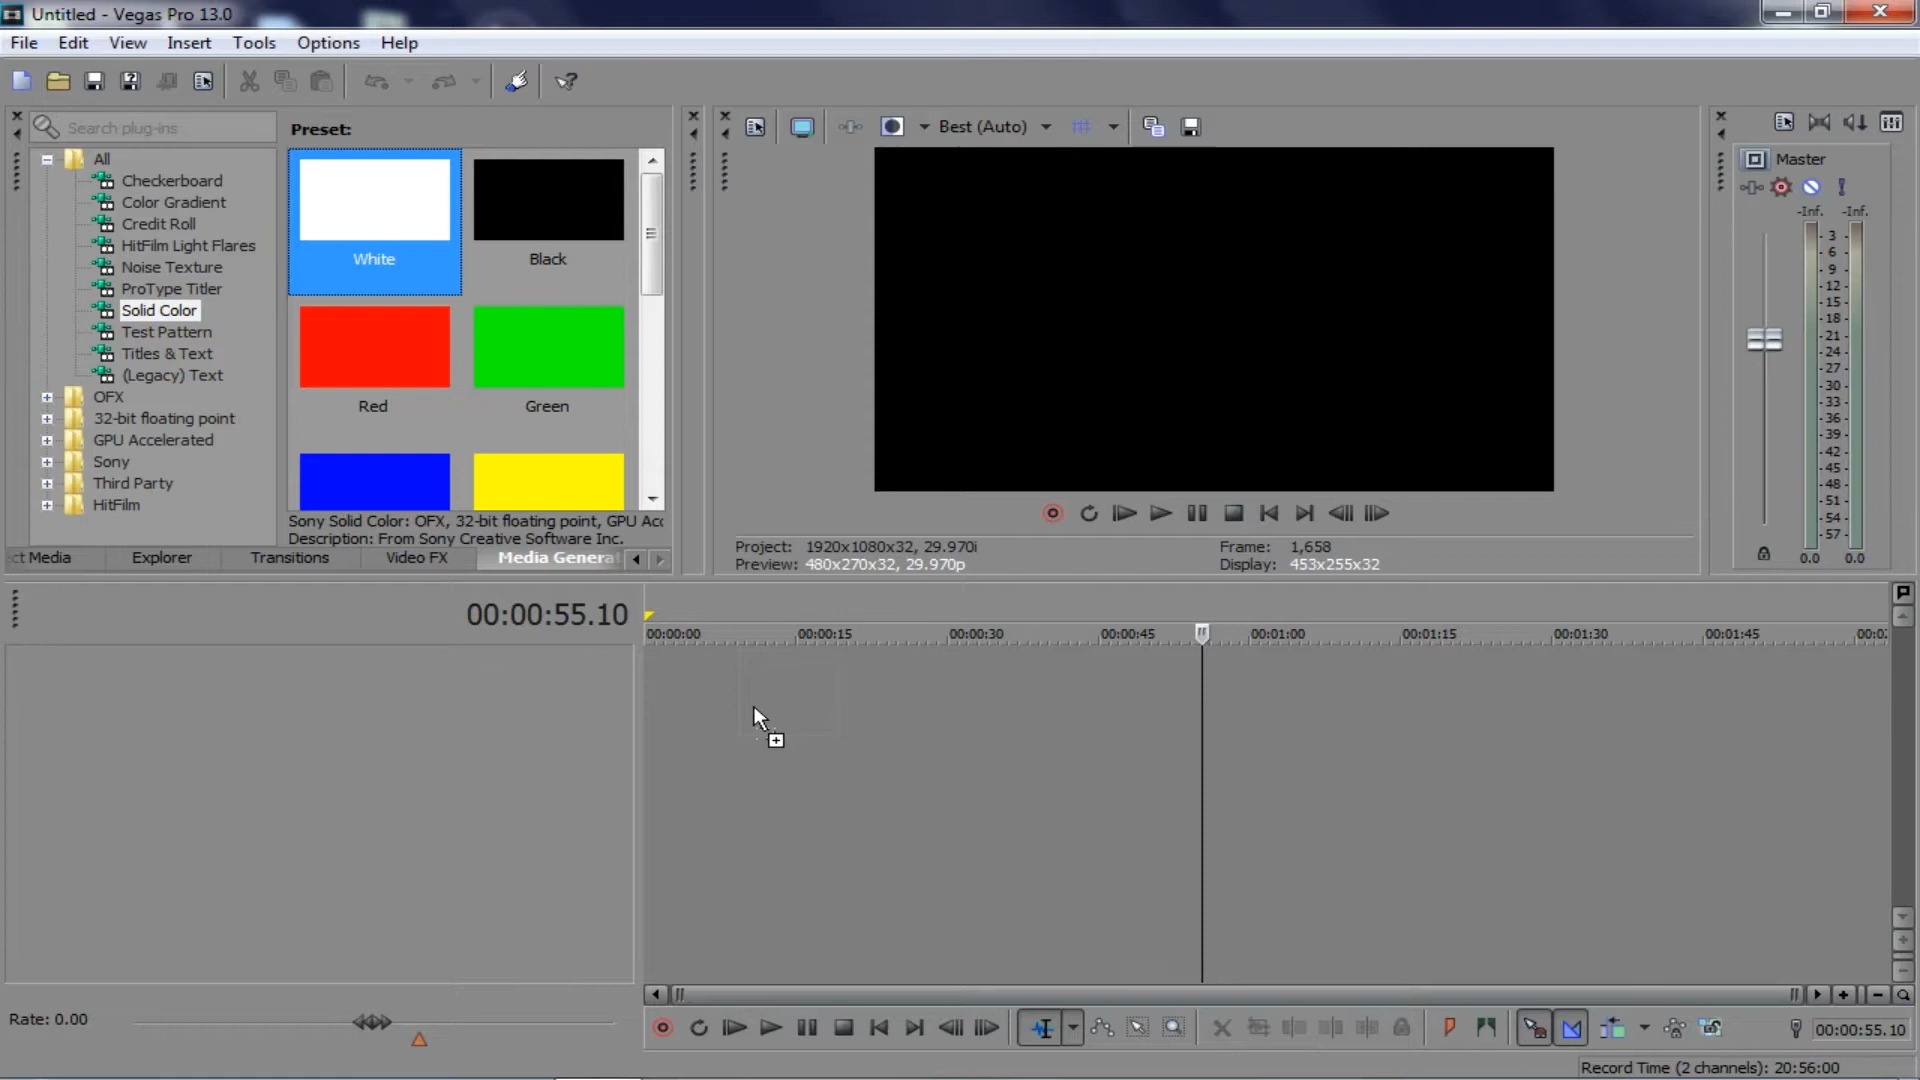 Untitled - Vegas Pro 13.0
File Edit View Insert Tools Options Help
Search plug-ins
All
Checkerboard
Color Gradient
Credit Roll
HitFilm Light Flares
Noise Texture
ProType Titler
Solid Color
Test Pattern
Titles & Text
(Legacy) Text
OFX
32-bit floating point
GPU Accelerated
Sony
Third Party
HitFilm
Preset:
White
Black
Red
Green
Sony Solid Color: OFX, 32-bit floating point, GPU Acc
Description: From Sony Creative Software Inc.
ct Media Explorer Transitions Video FX Media Genera
Best (Auto)
Project: 1920x1080x32, 29.970i
Preview: 480x270x32, 29.970p
Frame: 1,658
Display: 453x255x32
Master
-Inf. -Inf.
3
6
9
12
15
18
21
24
27
30
33
36
39
42
45
48
51
54
57
0.0 0.0
00:00:55.10
00:00:00 00:00:15 00:00:30 00:00:45 00:01:00 00:01:15 00:01:30 00:01:45 00:0
Rate: 0.00
00:00:55.10
Record Time (2 channels): 20:56:00